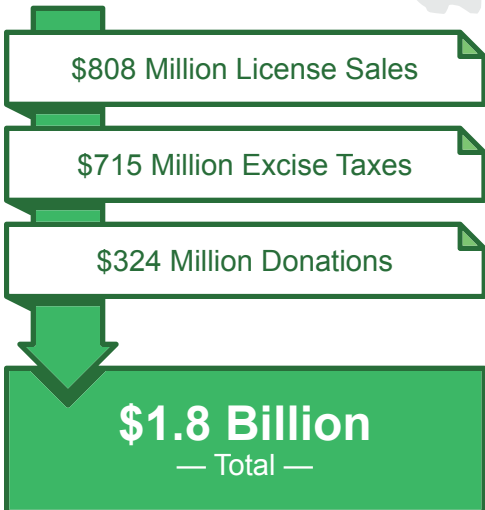 $808 Million License Sales
$715 Million Excise Taxes
$324 Million Donations
$1.8 Billion
— Total —